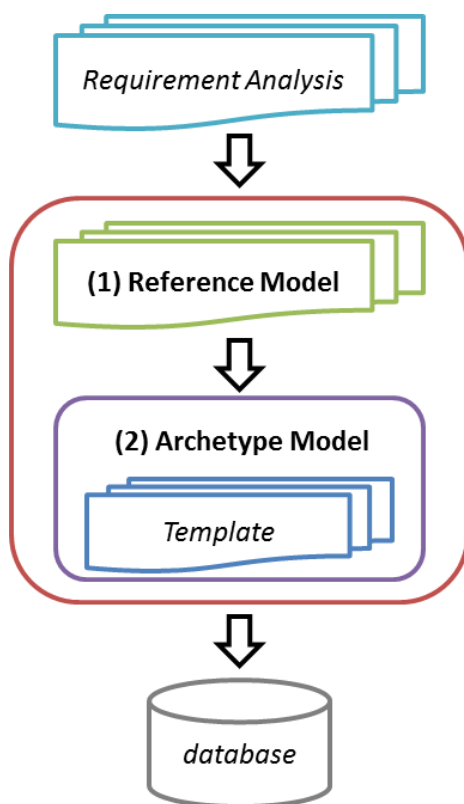 Requirement Analysis
(1) Reference Model
(2) Archetype Model
Template
database